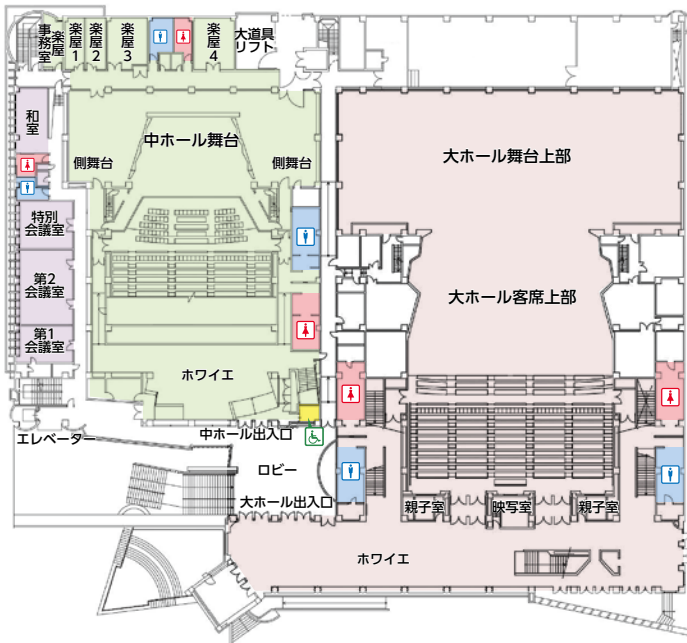 楽屋
事務室
楽屋1
楽屋2
楽屋3
楽屋4
大道具
リフト
和室
中ホール舞台
側舞台
側舞台
大ホール舞台上部
特別
会議室
第2
会議室
大ホール客席上部
第1
会議室
ホワイエ
エレベーター
中ホール出入口
ロビー
大ホール出入口
親子室
映写室
親子室
ホワイエ